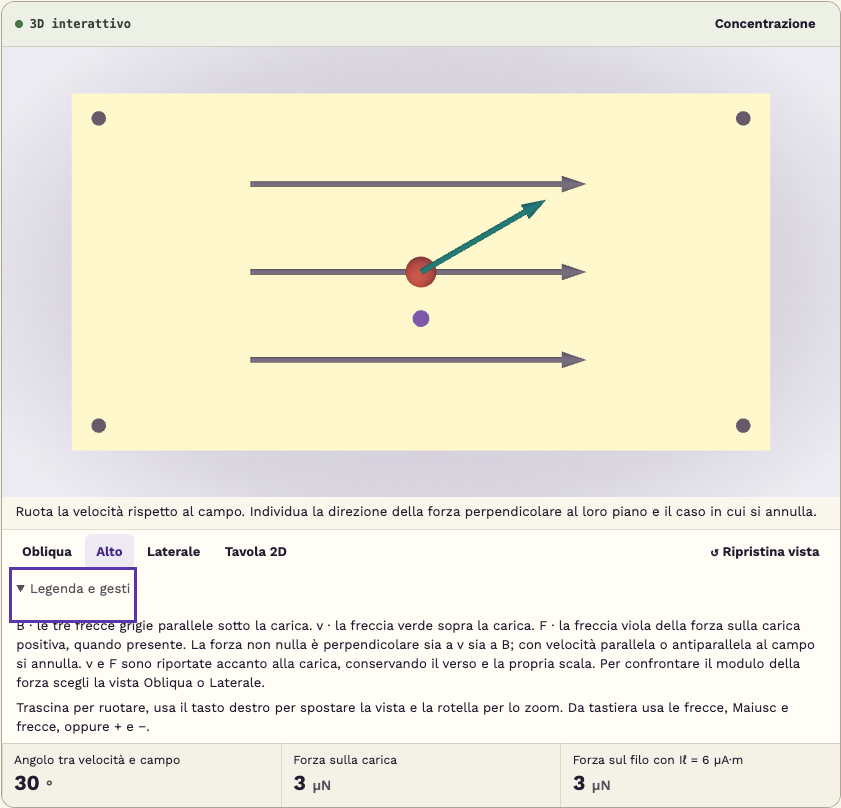 3D interattivo
Concentrazione
Ruota la velocità rispetto al campo. Individua la direzione della forza perpendicolare al loro piano e il caso in cui si annulla.
Obliqua Alto Laterale Tavola 2D ↺ Ripristina vista
▼ Legenda e gesti
B · le tre frecce grigie parallele sotto la carica. v · la freccia verde sopra la carica. F · la freccia viola della forza sulla carica
positiva, quando presente. La forza non nulla è perpendicolare sia a v sia a B; con velocità parallela o antiparallela al campo
si annulla. v e F sono riportate accanto alla carica, conservando il verso e la propria scala. Per confrontare il modulo della
forza scegli la vista Obliqua o Laterale.
Trascina per ruotare, usa il tasto destro per spostare la vista e la rotella per lo zoom. Da tastiera usa le frecce, Maiusc e
frecce, oppure + e −.
Angolo tra velocità e campo
30 °
Forza sulla carica
3 μN
Forza sul filo con Iℓ = 6 μA·m
3 μN